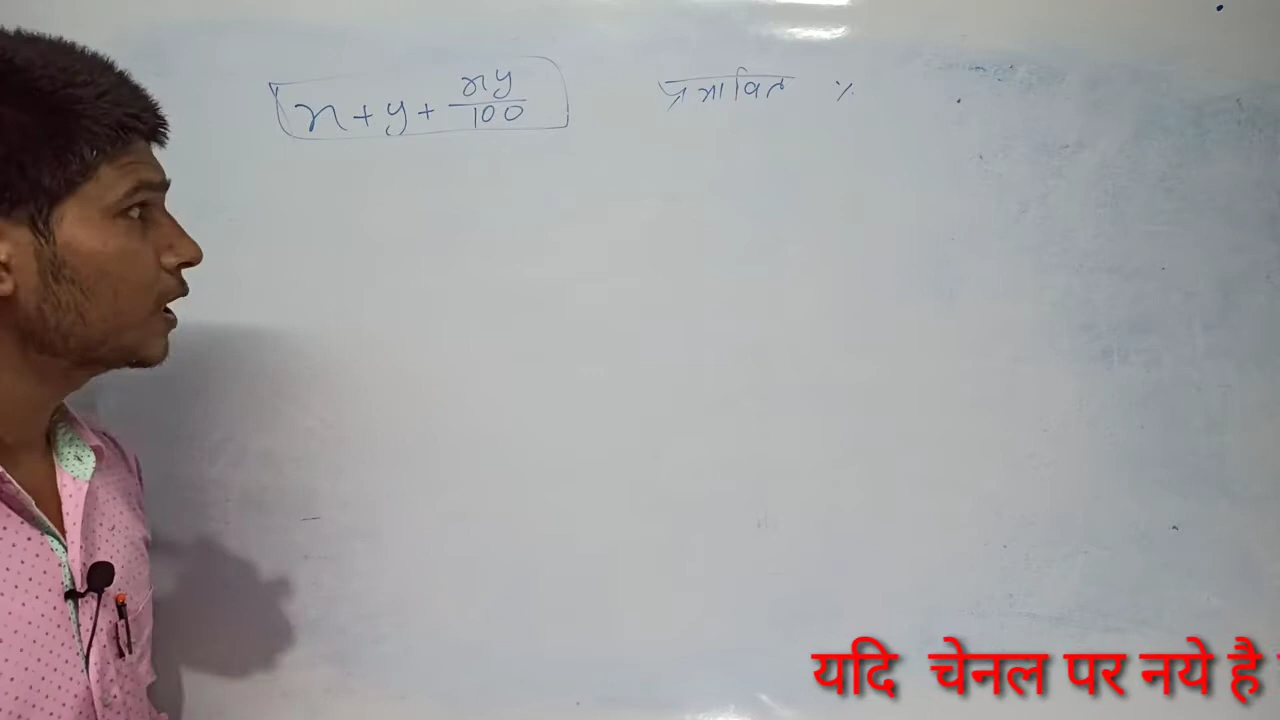 x + y + xy/100
प्रभावित %
यदि चेनल पर नये है